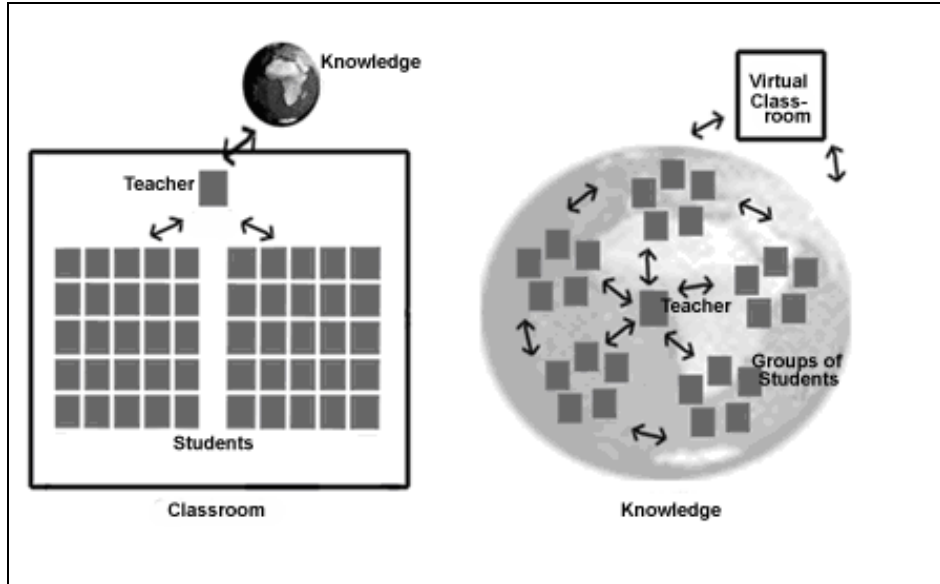 Knowledge
Teacher
Students
Classroom
Virtual
Class-
room
Teacher
Groups of
Students
Knowledge